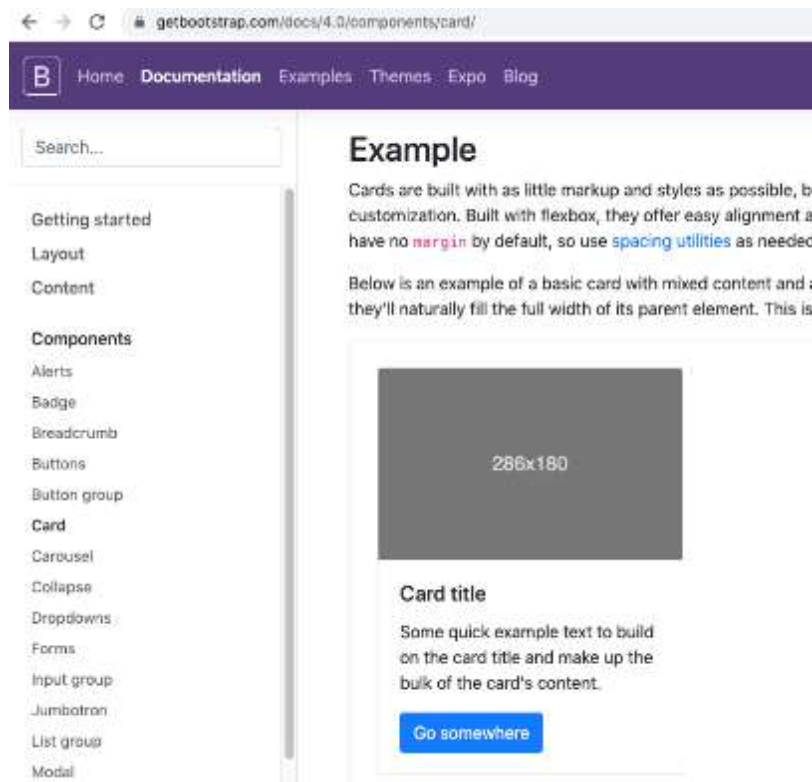 getbootstrap.com/docs/4.0/components/card/
B Home Documentation Examples Themes Expo Blog
Search...
Getting started
Layout
Content
Components
Alerts
Badge
Breadcrumb
Buttons
Button group
Card
Carousel
Collapse
Dropdowns
Forms
Input group
Jumbotron
List group
Modal
Example
Cards are built with as little markup and styles as possible, b
customization. Built with flexbox, they offer easy alignment a
have no margin by default, so use spacing utilities as needed
Below is an example of a basic card with mixed content and a
they'll naturally fill the full width of its parent element. This is
286x180
Card title
Some quick example text to build
on the card title and make up the
bulk of the card's content.
Go somewhere